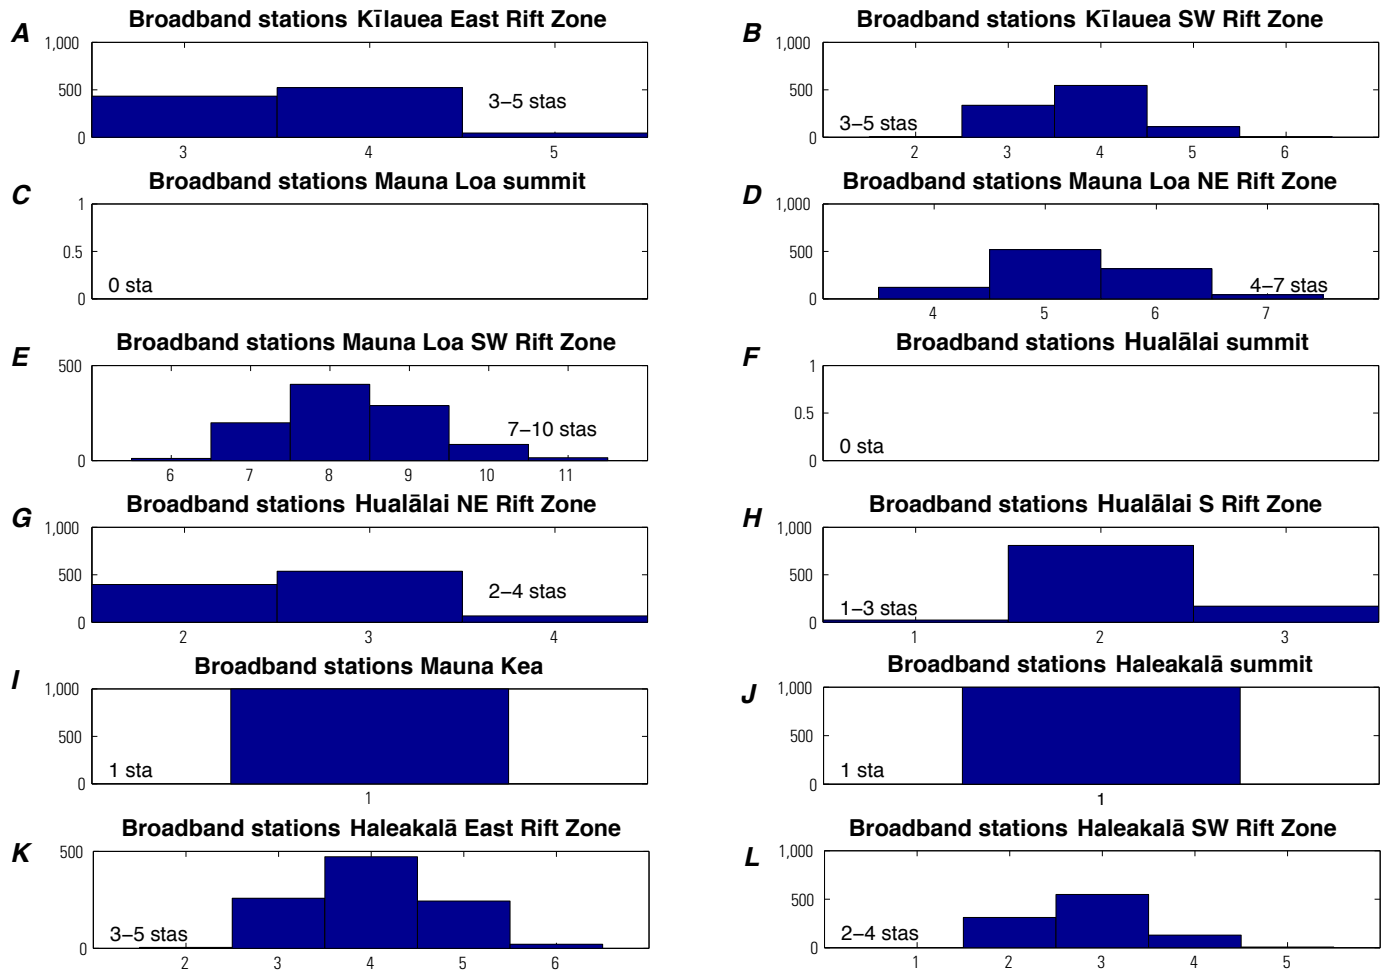 A
Broadband stations Kīlauea East Rift Zone
1,000
500
0
3–5 stas
3 4 5
B
Broadband stations Kīlauea SW Rift Zone
1,000
500
0
3–5 stas
2 3 4 5 6
C
Broadband stations Mauna Loa summit
1
0.5
0
0 sta
D
Broadband stations Mauna Loa NE Rift Zone
1,000
500
0
4–7 stas
4 5 6 7
E
Broadband stations Mauna Loa SW Rift Zone
500
0
7–10 stas
6 7 8 9 10 11
F
Broadband stations Hualālai summit
1
0.5
0
0 sta
G
Broadband stations Hualālai NE Rift Zone
1,000
500
0
2–4 stas
2 3 4
H
Broadband stations Hualālai S Rift Zone
1,000
500
0
1–3 stas
1 2 3
I
Broadband stations Mauna Kea
1,000
500
0
1 sta
1
J
Broadband stations Haleakalā summit
1,000
500
0
1 sta
1
K
Broadband stations Haleakalā East Rift Zone
500
0
3–5 stas
2 3 4 5 6
L
Broadband stations Haleakalā SW Rift Zone
1,000
500
0
2–4 stas
1 2 3 4 5